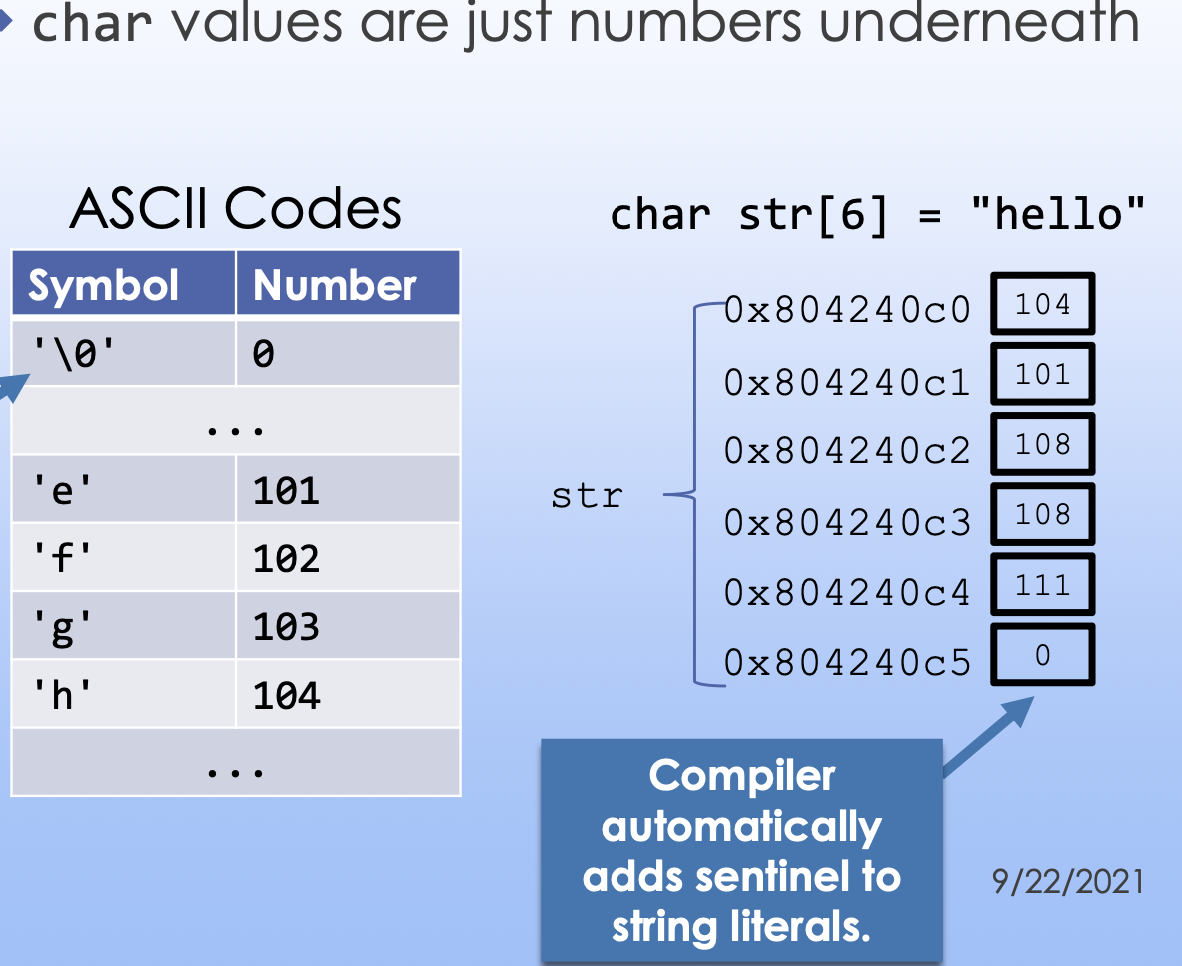 char values are just numbers underneath
ASCII Codes
Symbol Number
'\0' 0
...
'e' 101
'f' 102
'g' 103
'h' 104
...
char str[6] = "hello"
str
0x804240c0 104
0x804240c1 101
0x804240c2 108
0x804240c3 108
0x804240c4 111
0x804240c5 0
Compiler
automatically
adds sentinel to
string literals.
9/22/2021